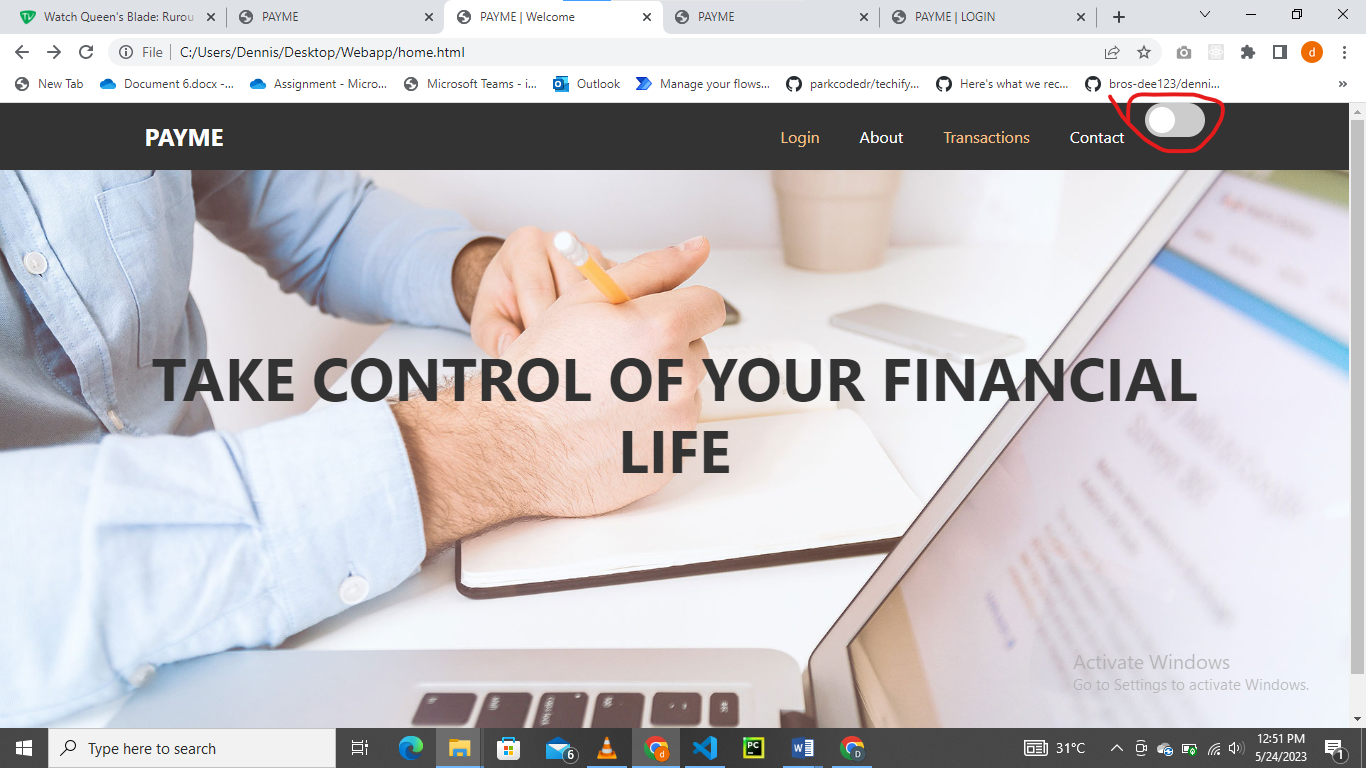 Watch Queen's Blade: Rurou
PAYME
PAYME | Welcome
PAYME
PAYME | LOGIN
File
C:/Users/Dennis/Desktop/Webapp/home.html
d
New Tab
Document 6.docx -...
Assignment - Micro...
Microsoft Teams - i...
Outlook
Manage your flows...
parkcodedr/techify...
Here's what we rec...
bros-dee123/denni...
»
PAYME
Login
About
Transactions
Contact
TAKE CONTROL OF YOUR FINANCIAL
LIFE
Activate Windows
Go to Settings to activate Windows.
Type here to search
6
d
PC
W
D
31°C
12:51 PM
5/24/2023
1